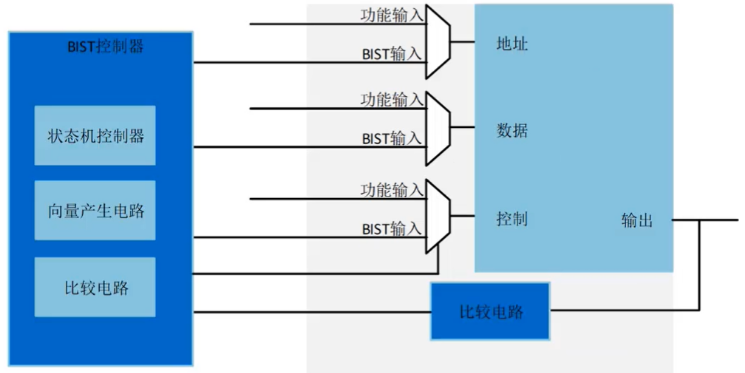 BIST控制器
状态机控制器
向量产生电路
比较电路
功能输入
BIST输入
功能输入
BIST输入
功能输入
BIST输入
地址
数据
控制
输出
比较电路